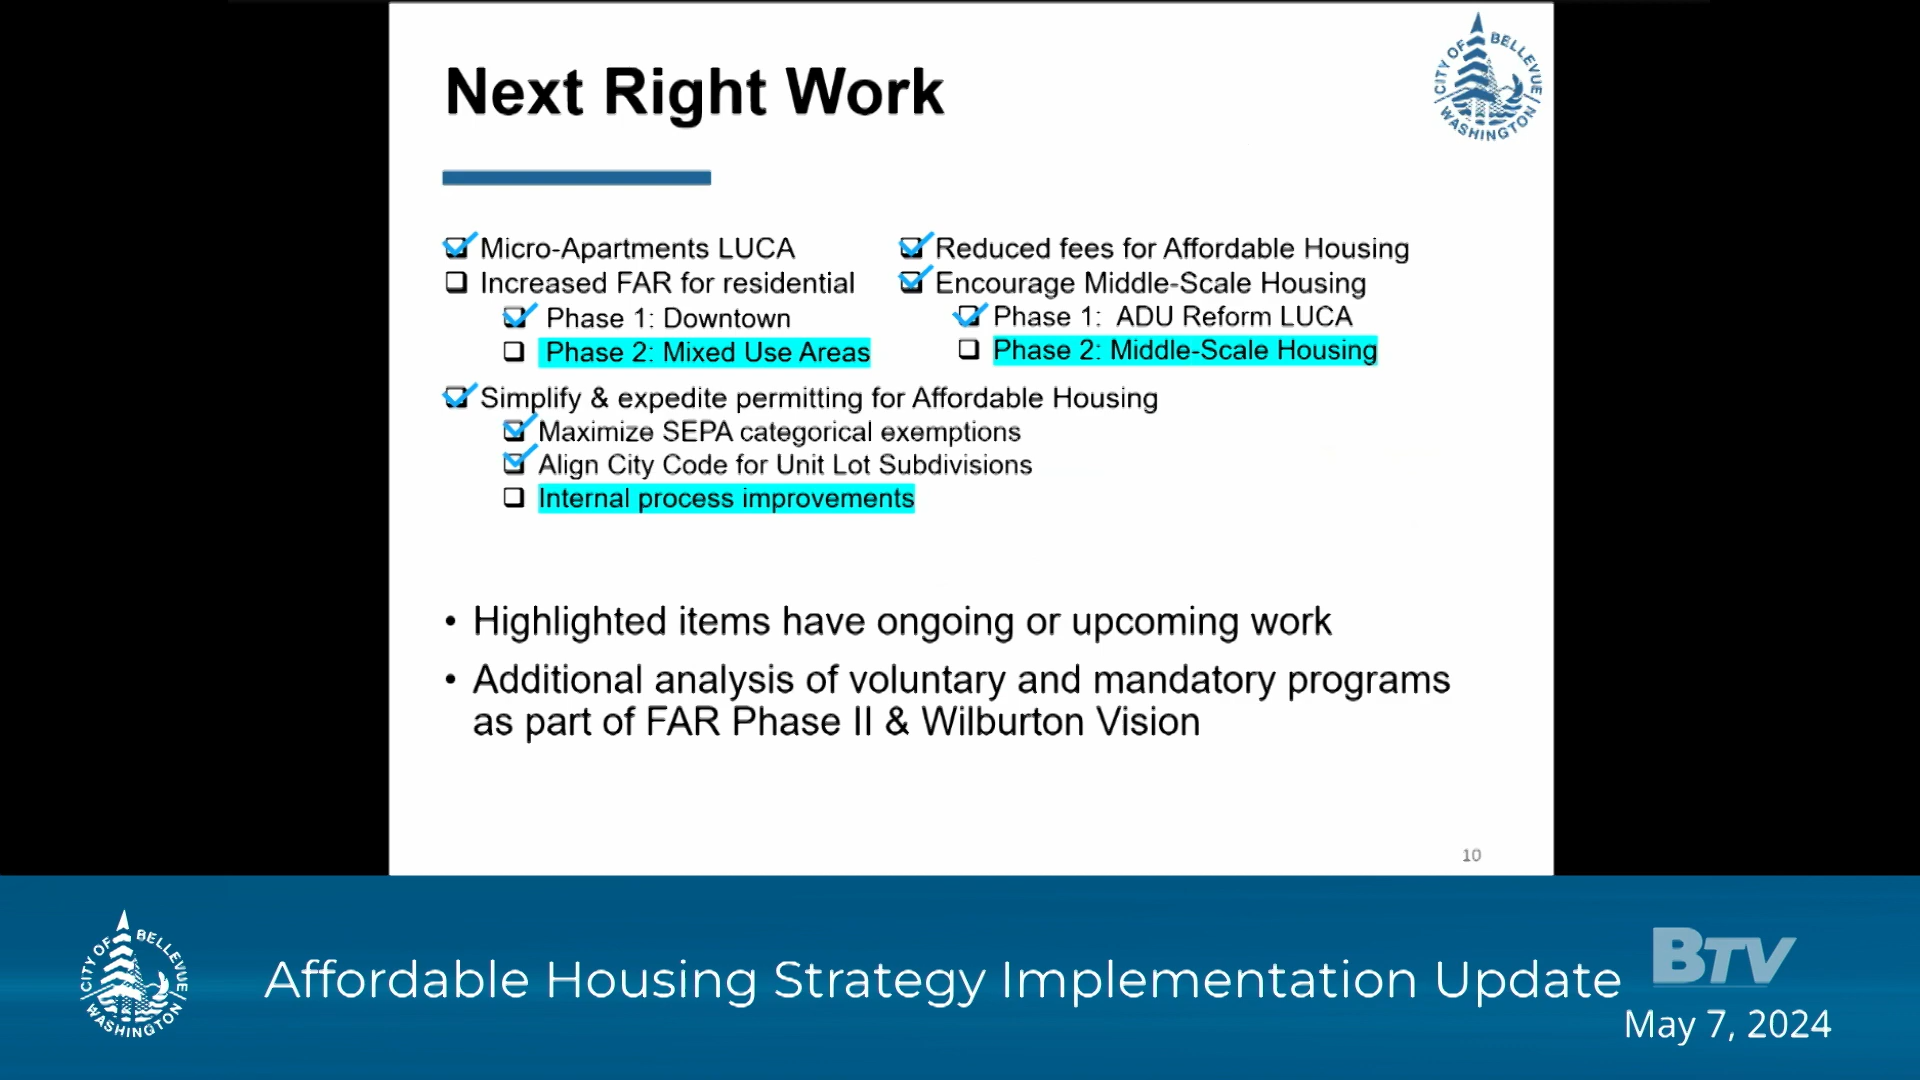 Next Right Work
CITY OF BELLEVUE
WASHINGTON
Micro-Apartments LUCA
Increased FAR for residential
Phase 1: Downtown
Phase 2: Mixed Use Areas
Reduced fees for Affordable Housing
Encourage Middle-Scale Housing
Phase 1: ADU Reform LUCA
Phase 2: Middle-Scale Housing
Simplify & expedite permitting for Affordable Housing
Maximize SEPA categorical exemptions
Align City Code for Unit Lot Subdivisions
Internal process improvements
• Highlighted items have ongoing or upcoming work
• Additional analysis of voluntary and mandatory programs
as part of FAR Phase II & Wilburton Vision
10
CITY OF BELLEVUE
WASHINGTON
Affordable Housing Strategy Implementation Update
BTV
May 7, 2024